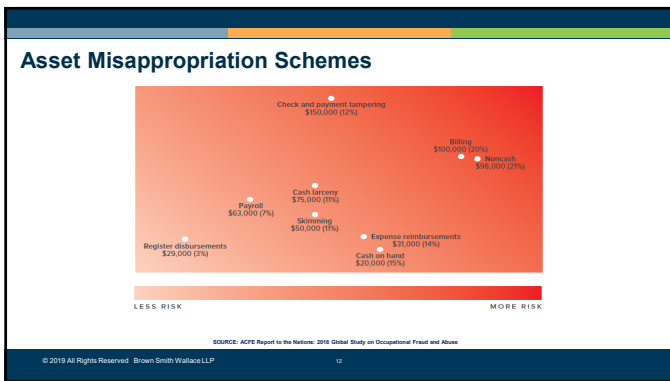 Asset Misappropriation Schemes
Check and payment tampering
$150,000 (12%)
Billing
$100,000 (20%)
Noncash
$98,000 (21%)
Cash larceny
$75,000 (11%)
Payroll
$63,000 (7%)
Skimming
$50,000 (11%)
Expense reimbursements
$31,000 (14%)
Register disbursements
$29,000 (3%)
Cash on hand
$20,000 (15%)
LESS RISK
MORE RISK
SOURCE: ACFE Report to the Nations: 2018 Global Study on Occupational Fraud and Abuse
© 2019 All Rights Reserved Brown Smith Wallace LLP
12